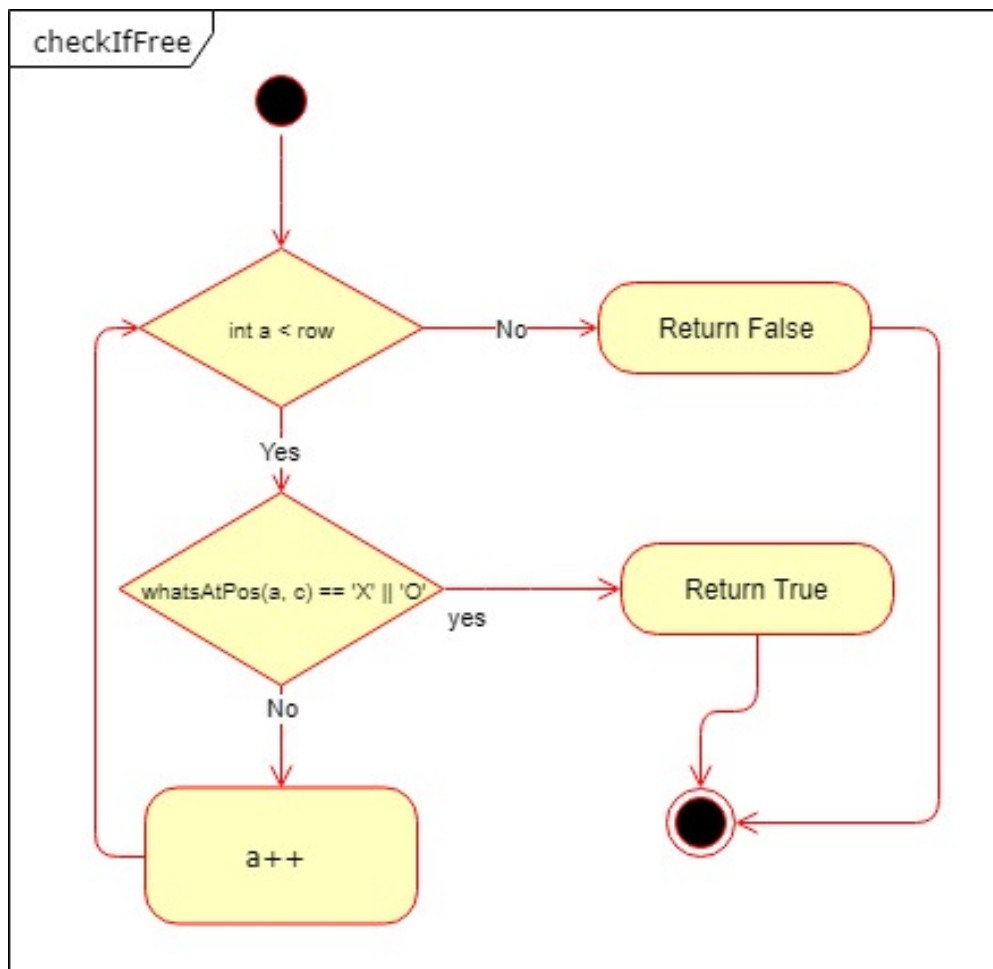 checkIfFree
int a < row
No
Return False
Yes
whatsAtPos(a, c) == 'X' || 'O'
yes
Return True
No
a++